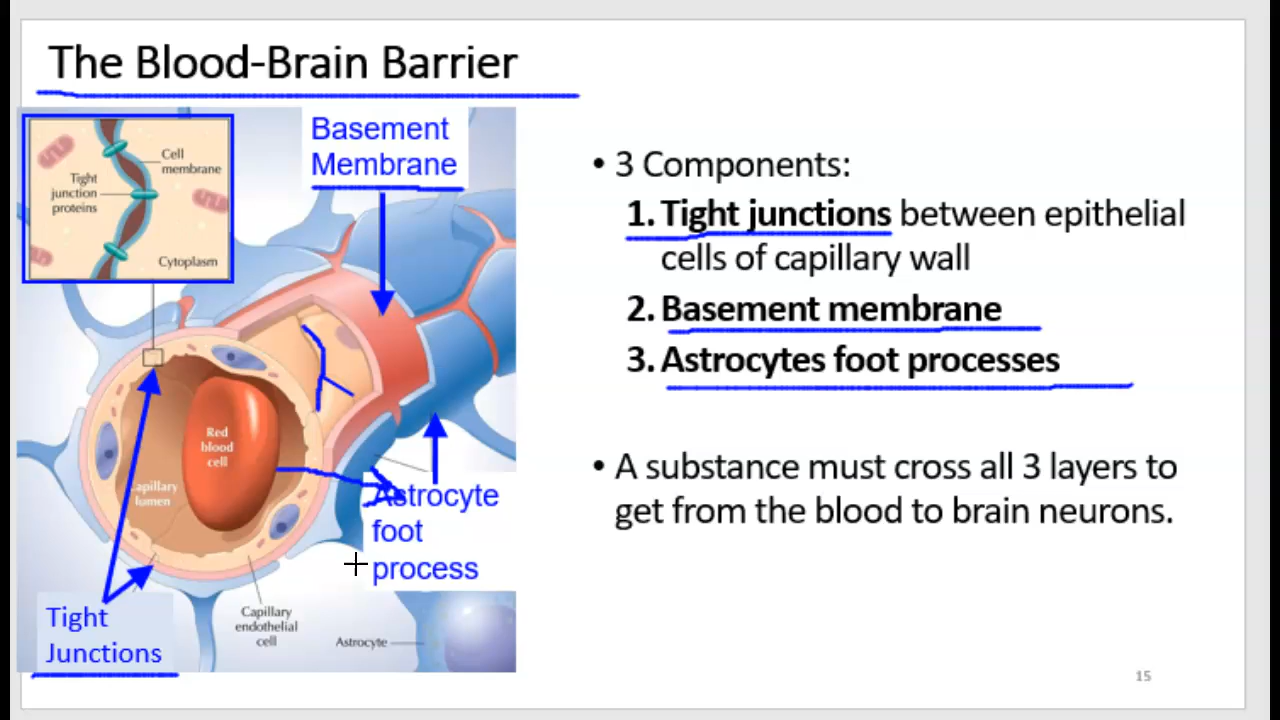 The Blood-Brain Barrier
Basement
Membrane
Cell
membrane
Tight
junction
proteins
Cytoplasm
Red
blood
cell
apillary
lumen
Astrocyte
foot
process
Tight
Junctions
Capillary
endothelial
cell
Astrocyte
• 3 Components:
1. Tight junctions between epithelial
cells of capillary wall
2. Basement membrane
3. Astrocytes foot processes
• A substance must cross all 3 layers to
get from the blood to brain neurons.
15